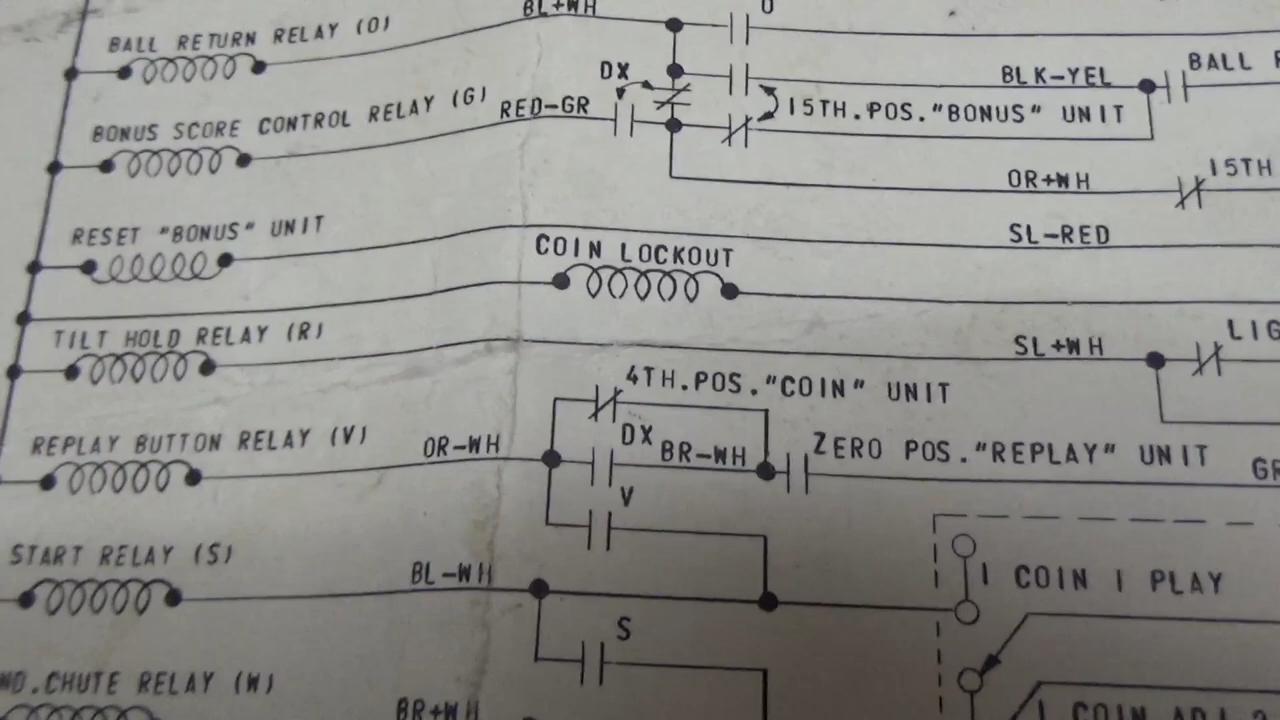 BL+WH
O
BALL RETURN RELAY (O)
DX
BLK-YEL
BALL
BONUS SCORE CONTROL RELAY (G)
RED-GR
15TH.POS."BONUS" UNIT
OR+WH
15TH
RESET "BONUS" UNIT
SL-RED
COIN LOCKOUT
TILT HOLD RELAY (R)
SL+WH
4TH.POS."COIN" UNIT
REPLAY BUTTON RELAY (V)
OR-WH
DX
BR-WH
ZERO POS."REPLAY" UNIT
V
START RELAY (S)
BL-WH
1 COIN 1 PLAY
S
CHUTE RELAY (W)
BR+WH
1 COIN